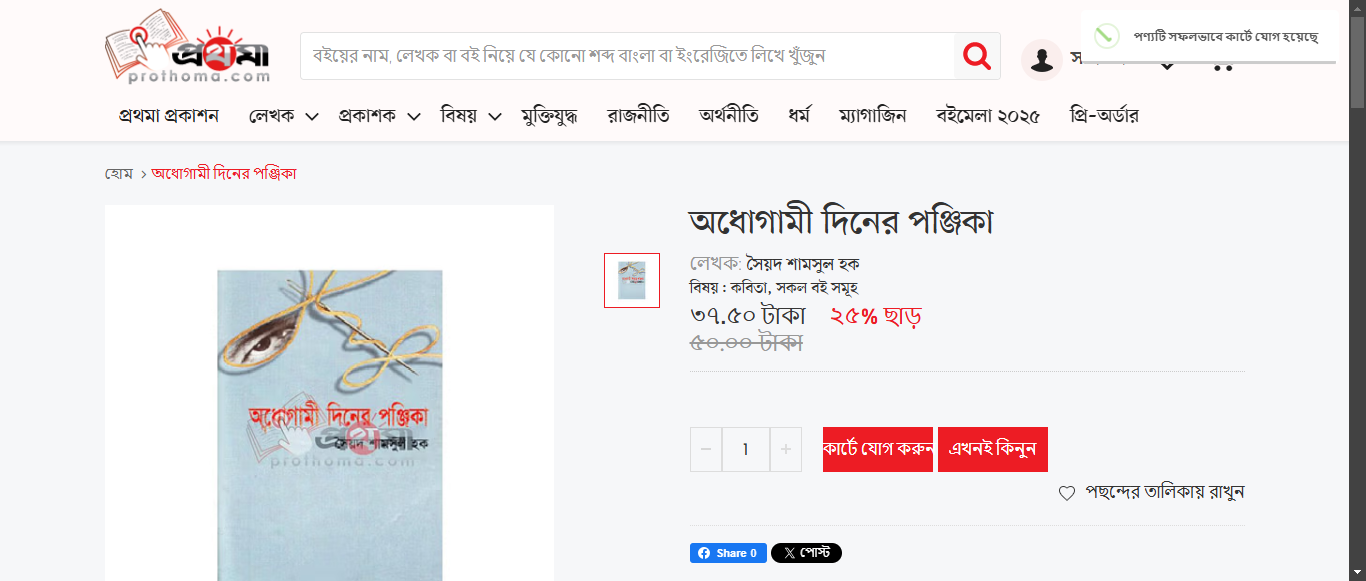 প্রথমা
prothoma.com
বইয়ের নাম, লেখক বা বই নিয়ে যে কোনো শব্দ বাংলা বা ইংরেজিতে লিখে খুঁজুন
পণ্যটি সফলভাবে কার্টে যোগ হয়েছে
প্রথমা প্রকাশন লেখক প্রকাশক বিষয় মুক্তিযুদ্ধ রাজনীতি অর্থনীতি ধর্ম ম্যাগাজিন বইমেলা ২০২৫ প্রি-অর্ডার
হোম › অধোগামী দিনের পঞ্জিকা
অধোগামী দিনের পঞ্জিকা
সৈয়দ শামসুল হক
প্রথমা
prothoma.com
অধোগামী দিনের পঞ্জিকা
লেখক: সৈয়দ শামসুল হক
বিষয় : কবিতা, সকল বই সমূহ
৩৭.৫০ টাকা ২৫% ছাড়
৫০.০০ টাকা
− 1 + কার্টে যোগ করুন এখনই কিনুন
পছন্দের তালিকায় রাখুন
Share 0 পোস্ট